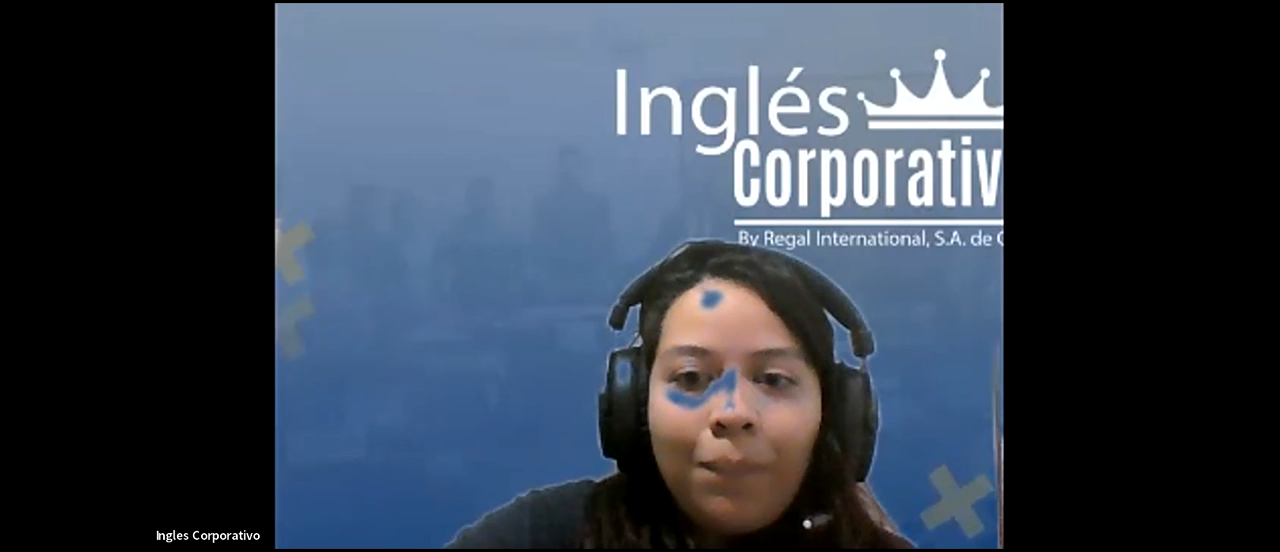 Inglés
Corporativ
By Regal International, S.A. de C
Ingles Corporativo